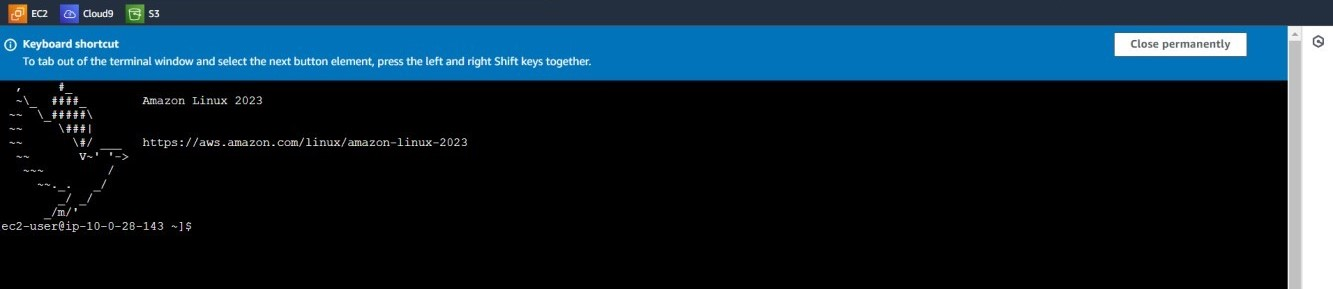 EC2 Cloud9 S3
Keyboard shortcut
Close permanently
To tab out of the terminal window and select the next button element, press the left and right Shift keys together.
   ,     #_
  ~\_  ####_        Amazon Linux 2023
 ~~  \_#####\
 ~~     \###|
 ~~       \#/ ___   https://aws.amazon.com/linux/amazon-linux-2023
  ~~       V~' '->
   ~~~         /
     ~~._.   _/
        _/ _/
      _/m/'
ec2-user@ip-10-0-28-143 ~]$